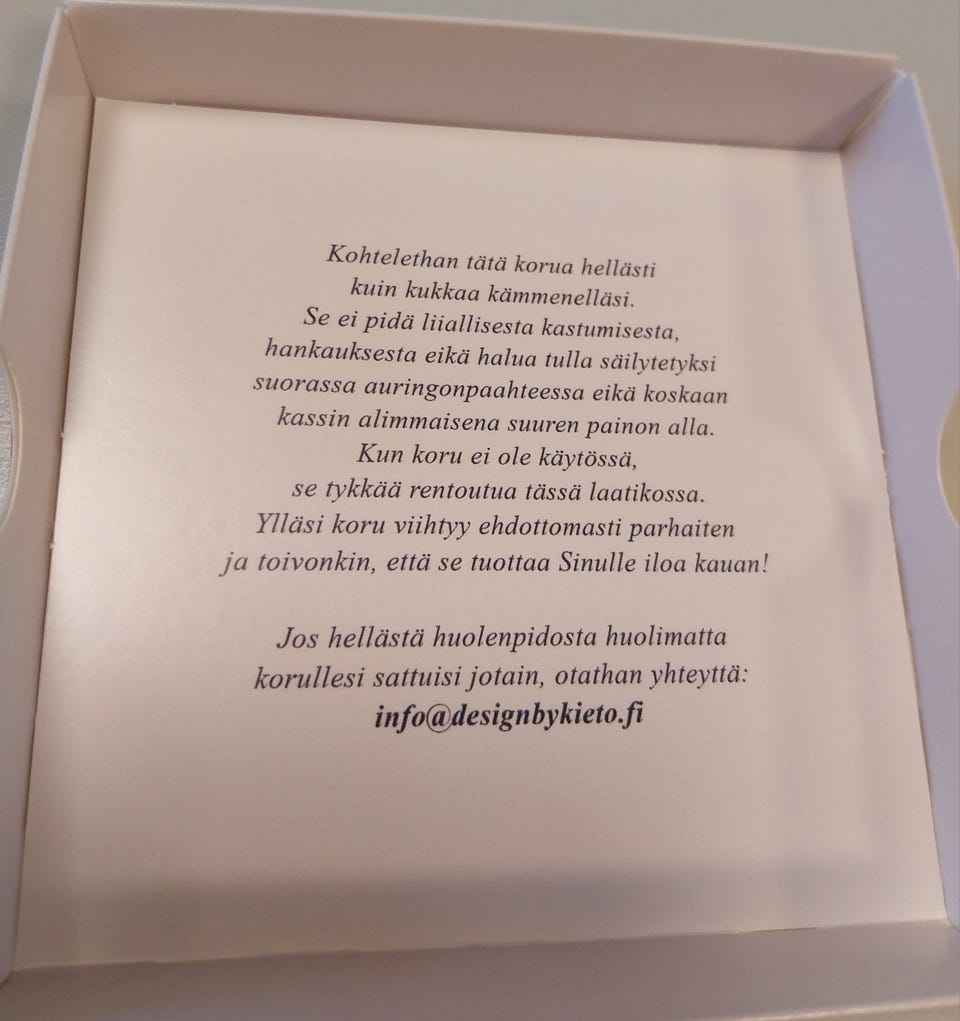 Kohtelethan tätä korua hellästi
kuin kukkaa kämmenelläsi.
Se ei pidä liiallisesta kastumisesta,
hankauksesta eikä halua tulla säilytetyksi
suorassa auringonpaahteessa eikä koskaan
kassin alimmaisena suuren painon alla.
Kun koru ei ole käytössä,
se tykkää rentoutua tässä laatikossa.
Ylläsi koru viihtyy ehdottomasti parhaiten
ja toivonkin, että se tuottaa Sinulle iloa kauan!
Jos hellästä huolenpidosta huolimatta
korullesi sattuisi jotain, otathan yhteyttä:
info@designbykieto.fi